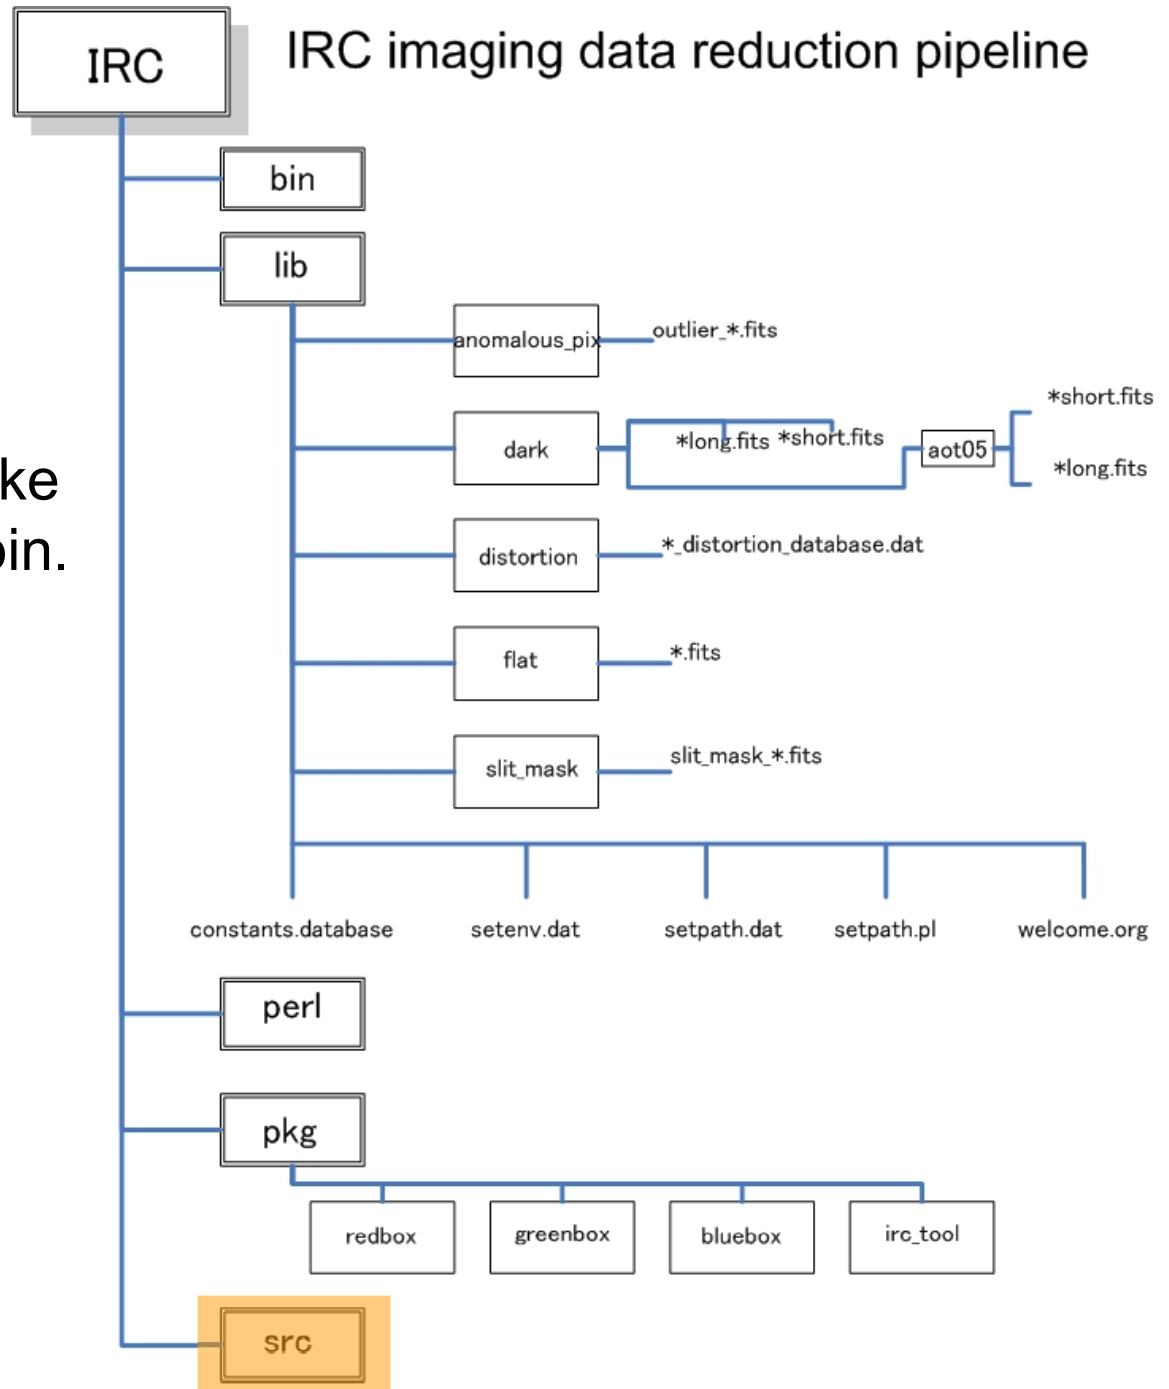 IRC
IRC imaging data reduction pipeline
bin
lib
anomalous_pix
outlier_*.fits
dark
*long.fits
*short.fits
aot05
*short.fits
*long.fits
ke
bin.
distortion
*_distortion_database.dat
flat
*.fits
slit_mask
slit_mask_*.fits
constants.database
setenv.dat
setpath.dat
setpath.pl
welcome.org
perl
pkg
redbox
greenbox
bluebox
irc_tool
src